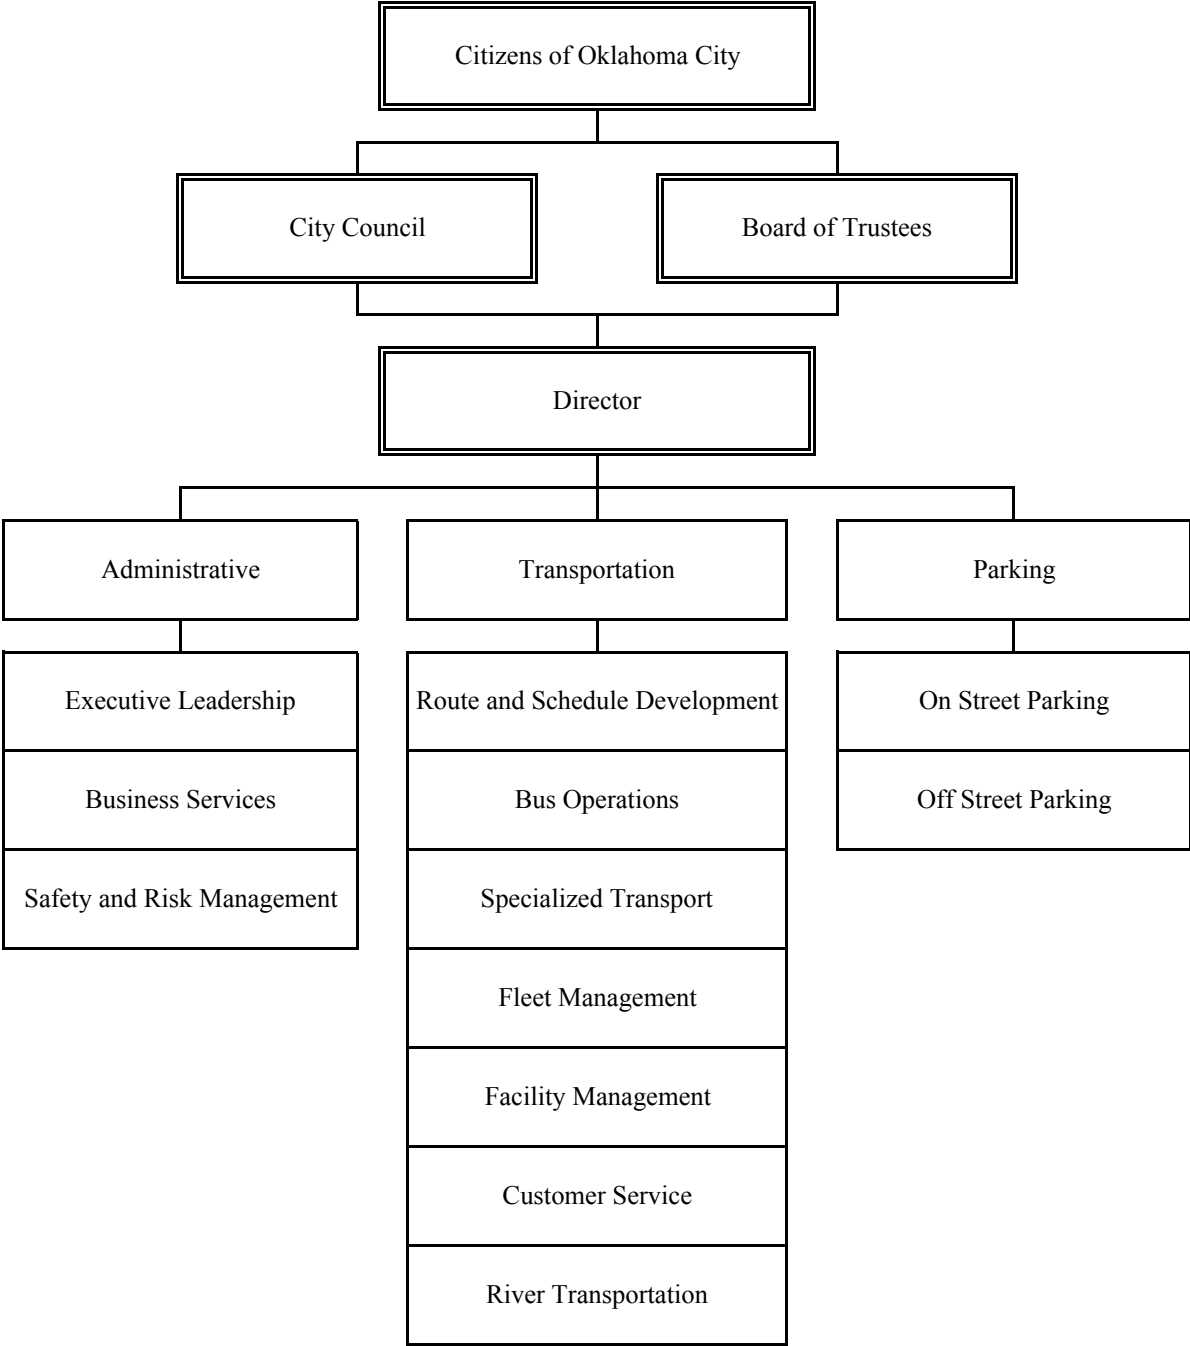 Citizens of Oklahoma City
City Council
Board of Trustees
Director
Administrative
Transportation
Parking
Executive Leadership
Business Services
Safety and Risk Management
Route and Schedule Development
Bus Operations
Specialized Transport
Fleet Management
Facility Management
Customer Service
River Transportation
On Street Parking
Off Street Parking